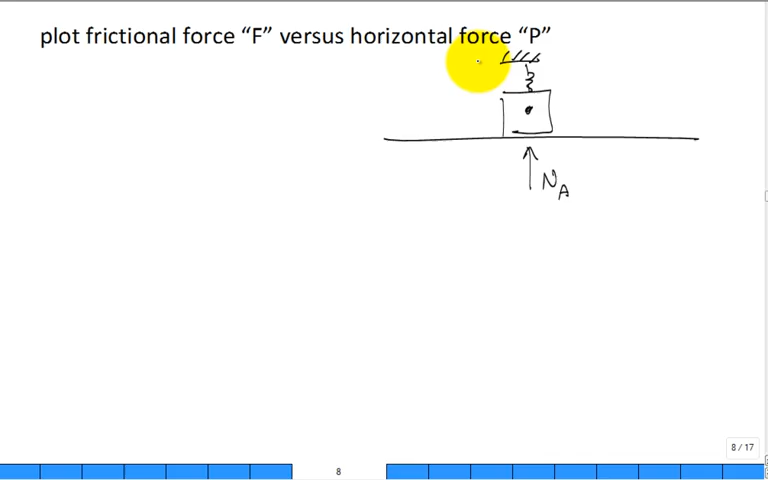 plot frictional force “F” versus horizontal force “P”
N_A
8 / 17
8